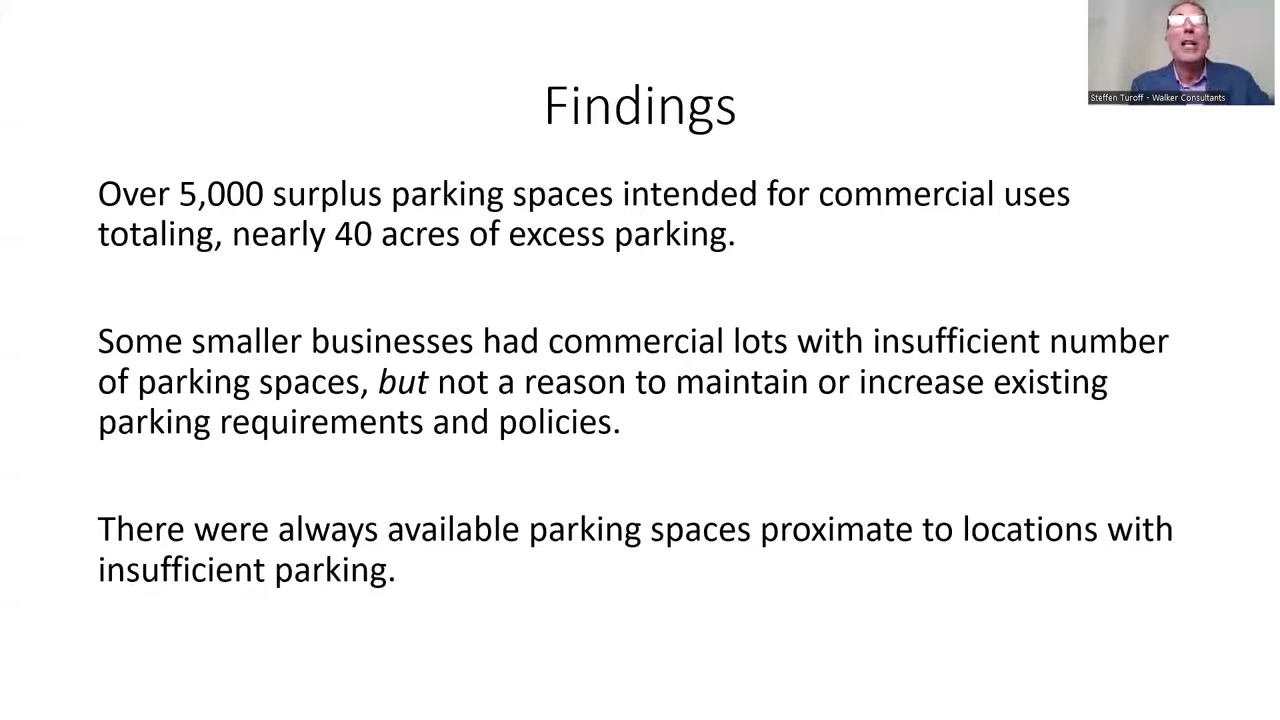 Steffen Turoff - Walker Consultants
Findings
Over 5,000 surplus parking spaces intended for commercial uses
totaling, nearly 40 acres of excess parking.
Some smaller businesses had commercial lots with insufficient number
of parking spaces, but not a reason to maintain or increase existing
parking requirements and policies.
There were always available parking spaces proximate to locations with
insufficient parking.